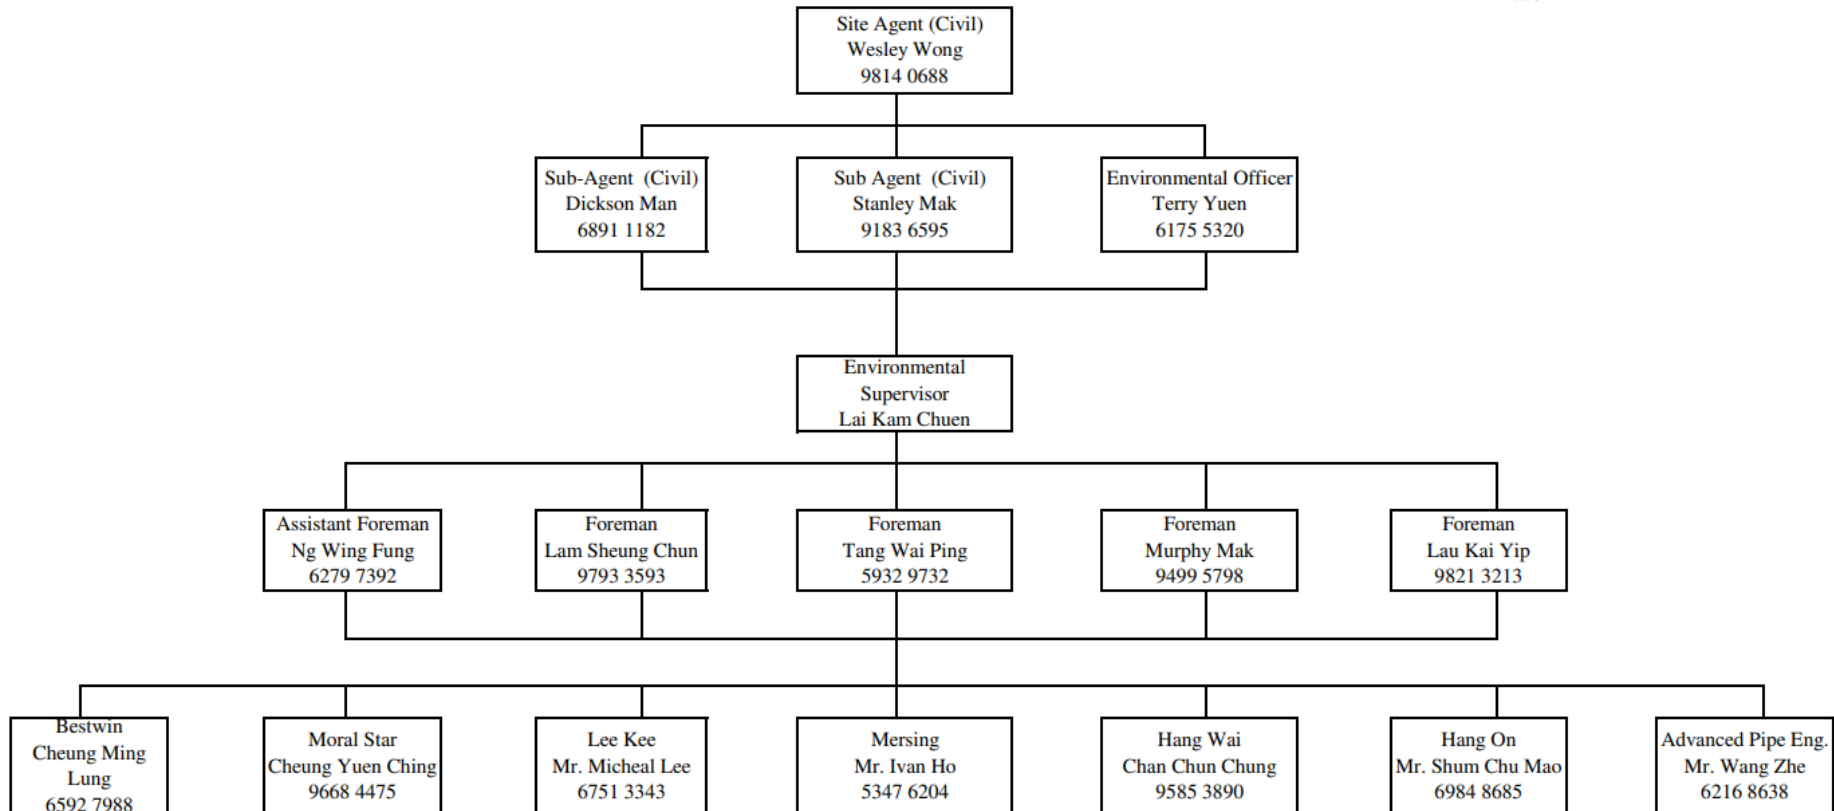 Site Agent (Civil)
Wesley Wong
9814 0688
Sub-Agent (Civil)
Dickson Man
6891 1182
Sub Agent (Civil)
Stanley Mak
9183 6595
Environmental Officer
Terry Yuen
6175 5320
Environmental
Supervisor
Lai Kam Chuen
Assistant Foreman
Ng Wing Fung
6279 7392
Foreman
Lam Sheung Chun
9793 3593
Foreman
Tang Wai Ping
5932 9732
Foreman
Murphy Mak
9499 5798
Foreman
Lau Kai Yip
9821 3213
Bestwin
Cheung Ming
Lung
6592 7988
Moral Star
Cheung Yuen Ching
9668 4475
Lee Kee
Mr. Micheal Lee
6751 3343
Mersing
Mr. Ivan Ho
5347 6204
Hang Wai
Chan Chun Chung
9585 3890
Hang On
Mr. Shum Chu Mao
6984 8685
Advanced Pipe Eng.
Mr. Wang Zhe
6216 8638